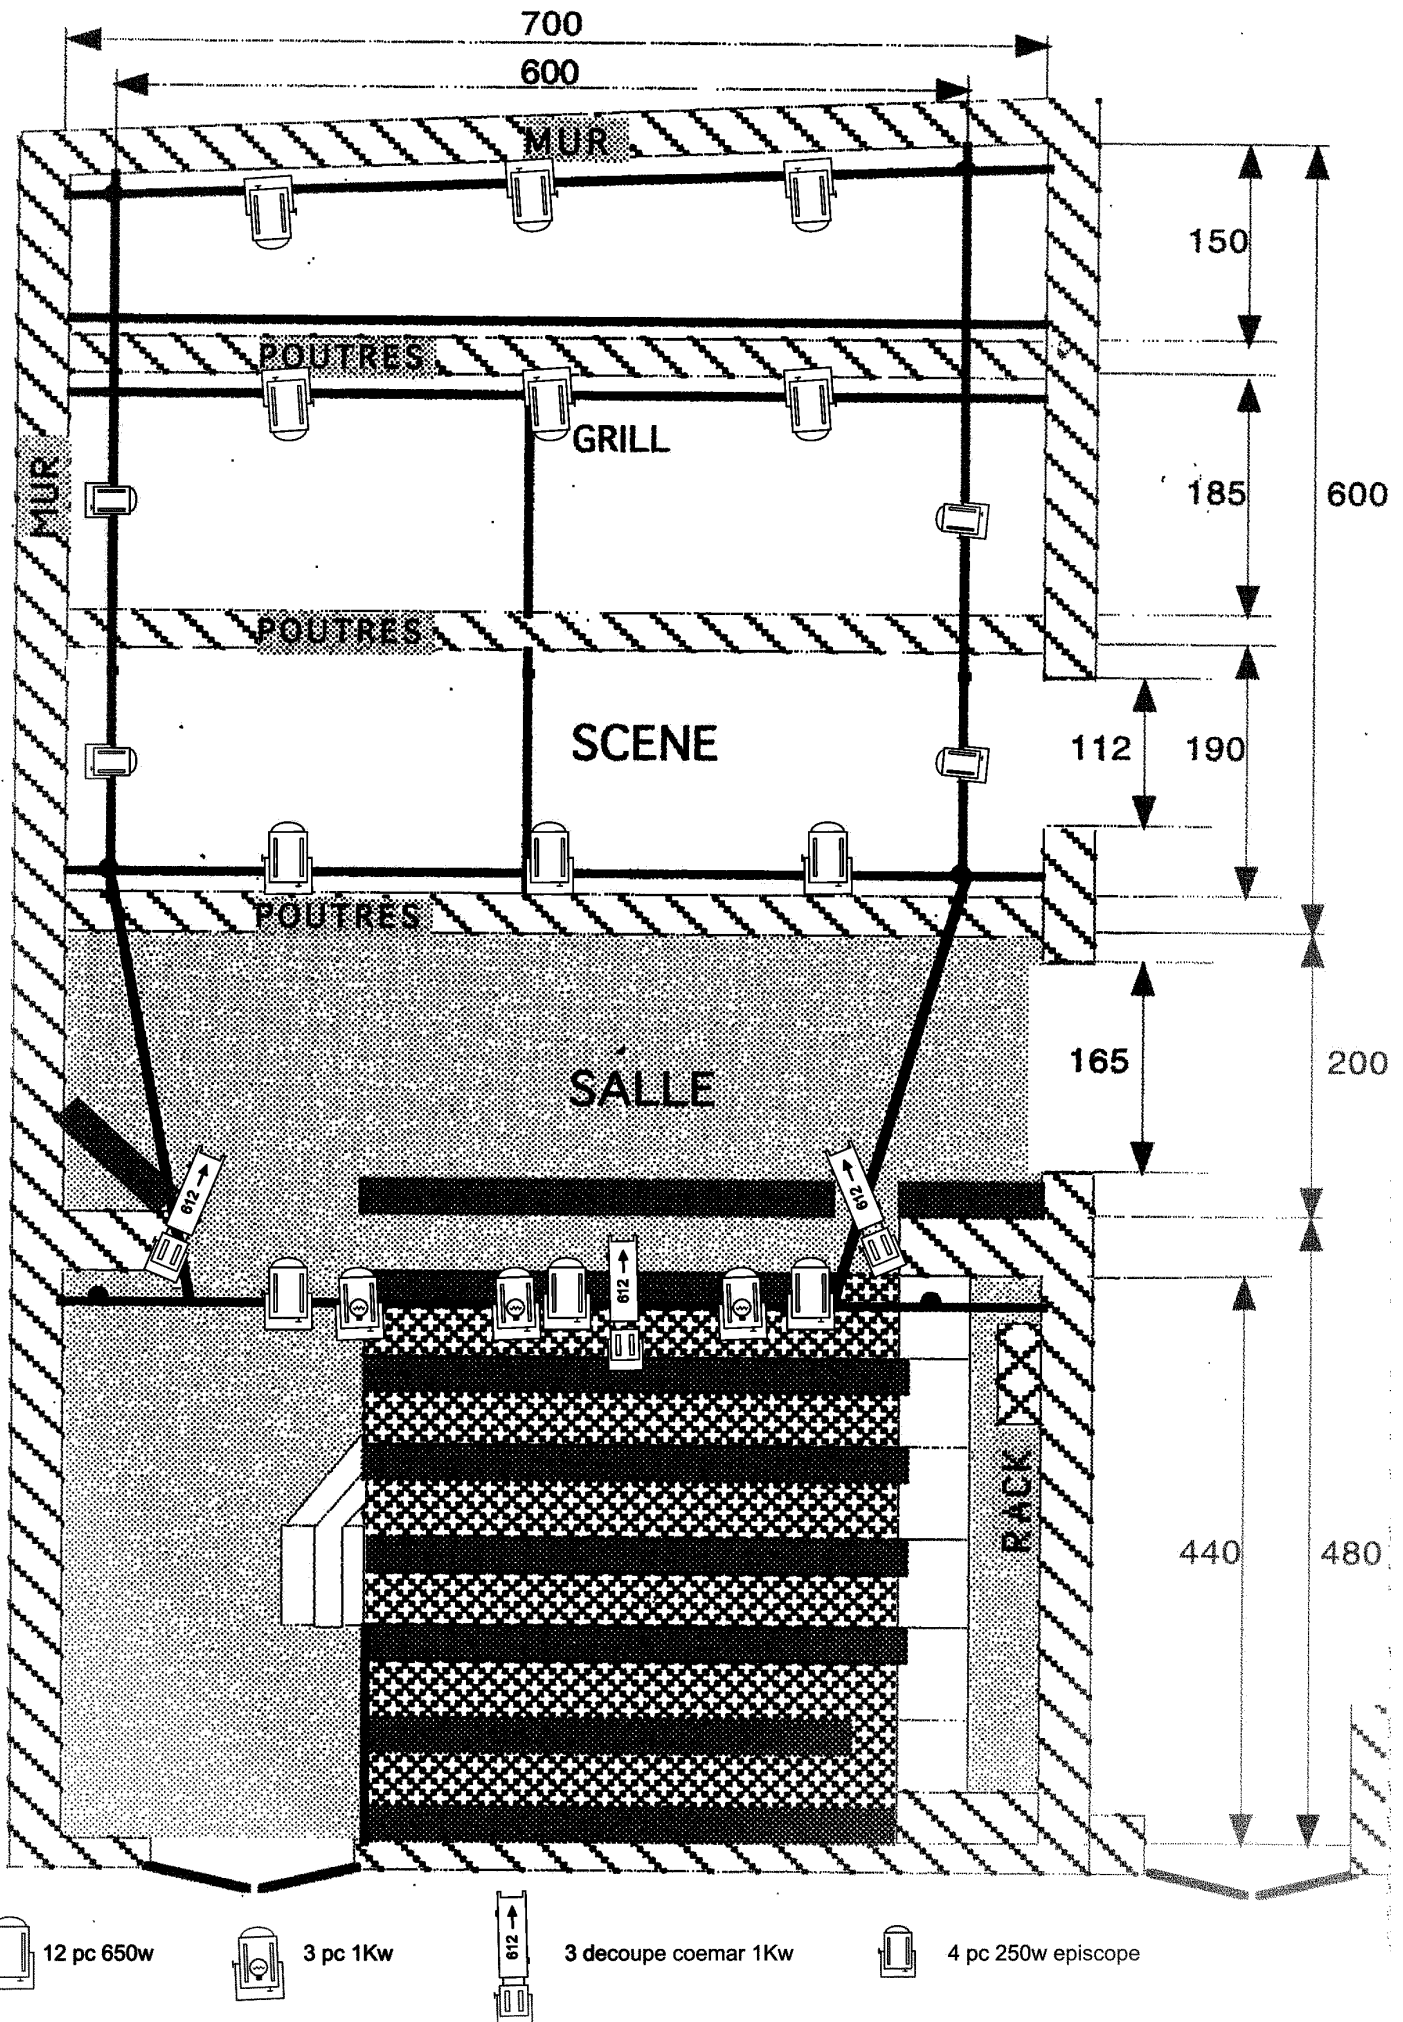 700
600
MUR
150
POUTRES
GRILL
MUR
185
600
POUTRES
SCENE
112
190
POUTRES
SALLE
165
200
612
612
612
RACK
440
480
12 pc 650w
3 pc 1Kw
612
3 decoupe coemar 1Kw
4 pc 250w episcope